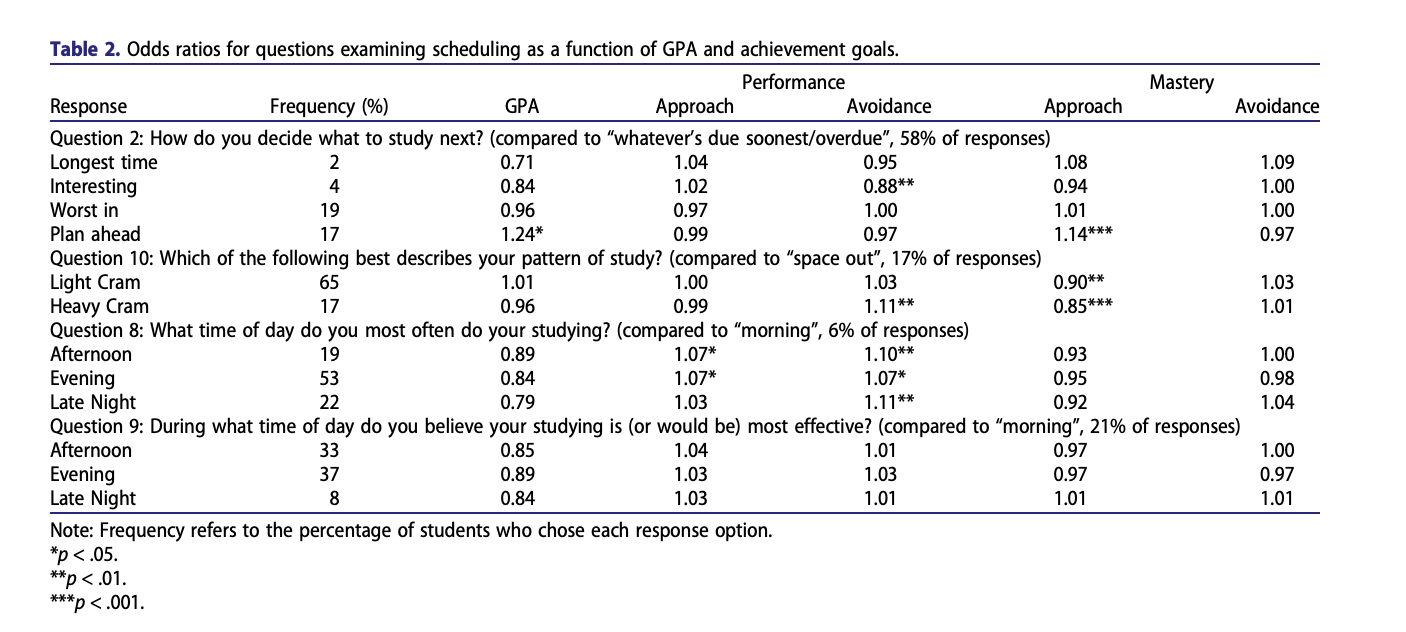 Table 2. Odds ratios for questions examining scheduling as a function of GPA and achievement goals.
Performance Mastery
Response Frequency (%) GPA Approach Avoidance Approach Avoidance
Question 2: How do you decide what to study next? (compared to “whatever’s due soonest/overdue”, 58% of responses)
Longest time 2 0.71 1.04 0.95 1.08 1.09
Interesting 4 0.84 1.02 0.88** 0.94 1.00
Worst in 19 0.96 0.97 1.00 1.01 1.00
Plan ahead 17 1.24* 0.99 0.97 1.14*** 0.97
Question 10: Which of the following best describes your pattern of study? (compared to “space out”, 17% of responses)
Light Cram 65 1.01 1.00 1.03 0.90** 1.03
Heavy Cram 17 0.96 0.99 1.11** 0.85*** 1.01
Question 8: What time of day do you most often do your studying? (compared to “morning”, 6% of responses)
Afternoon 19 0.89 1.07* 1.10** 0.93 1.00
Evening 53 0.84 1.07* 1.07* 0.95 0.98
Late Night 22 0.79 1.03 1.11** 0.92 1.04
Question 9: During what time of day do you believe your studying is (or would be) most effective? (compared to “morning”, 21% of responses)
Afternoon 33 0.85 1.04 1.01 0.97 1.00
Evening 37 0.89 1.03 1.03 0.97 0.97
Late Night 8 0.84 1.03 1.01 1.01 1.01
Note: Frequency refers to the percentage of students who chose each response option.
*p < .05.
**p < .01.
***p < .001.